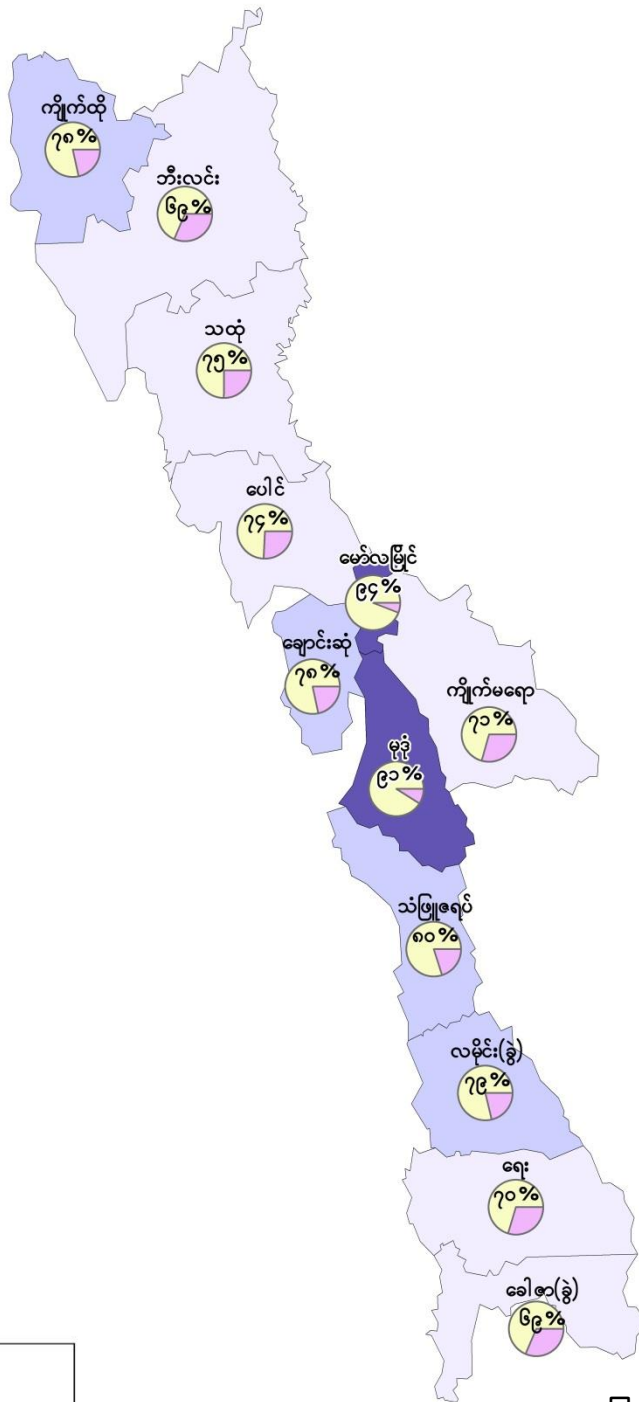 ကျိုက်ထို
၇၈%
ဘီးလင်း
၆၉%
သထုံ
၇၅%
ပေါင်
၇၄%
မော်လမြိုင်
၉၄%
ချောင်းဆုံ
၇၈%
ကျိုက်မရော
၇၁%
မုဒုံ
၉၁%
သံဖြူဇရပ်
၈၀%
လမိုင်း(ခွဲ)
၇၉%
ရေး
၇၀%
ခေါဇာ(ခွဲ)
၆၉%